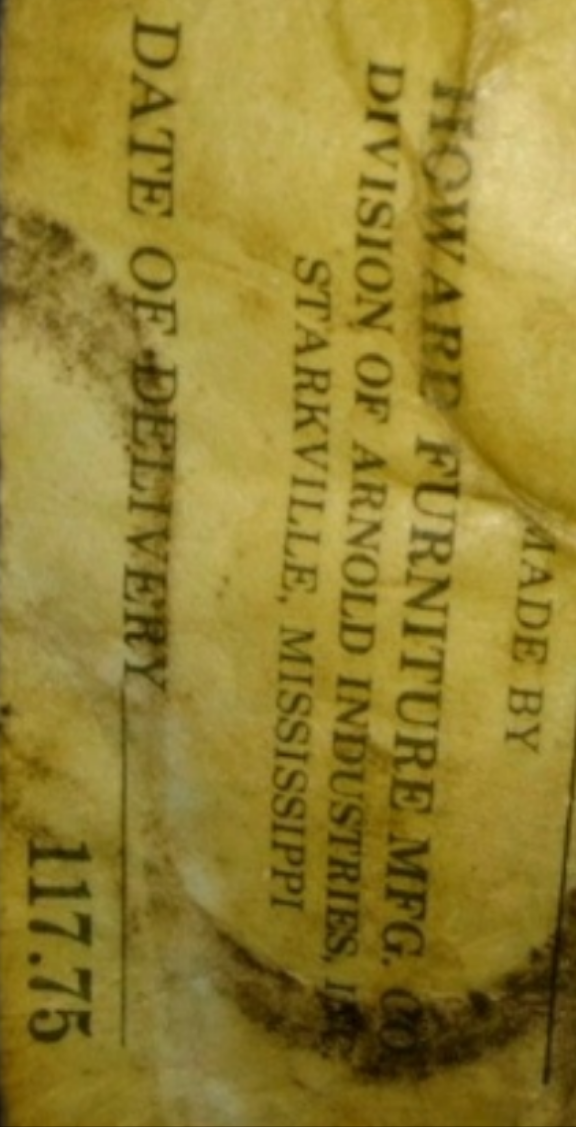 MADE BY
HOWARD FURNITURE MFG. CO.
DIVISION OF ARNOLD INDUSTRIES,
STARKVILLE, MISSISSIPPI
DATE OF DELIVERY
117.75